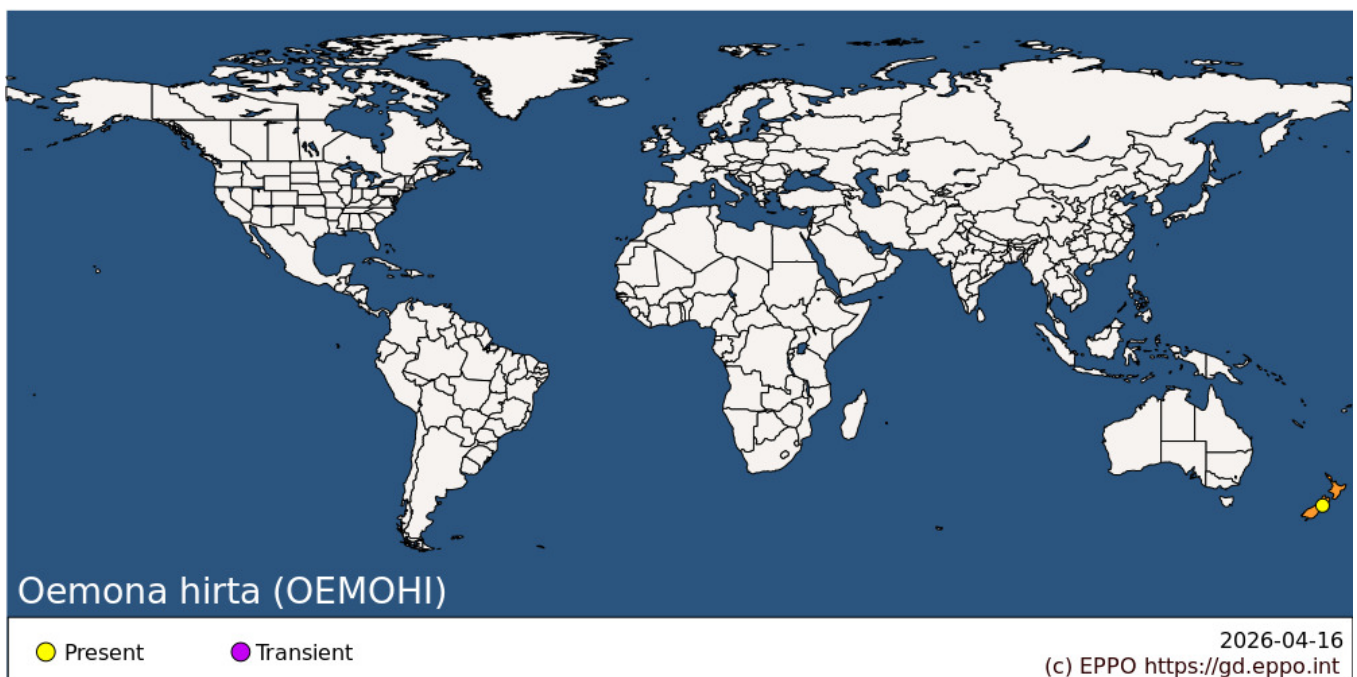 Oemona hirta (OEMOHI)
Present
Transient
2026-04-16
(c) EPPO https://gd.eppo.int